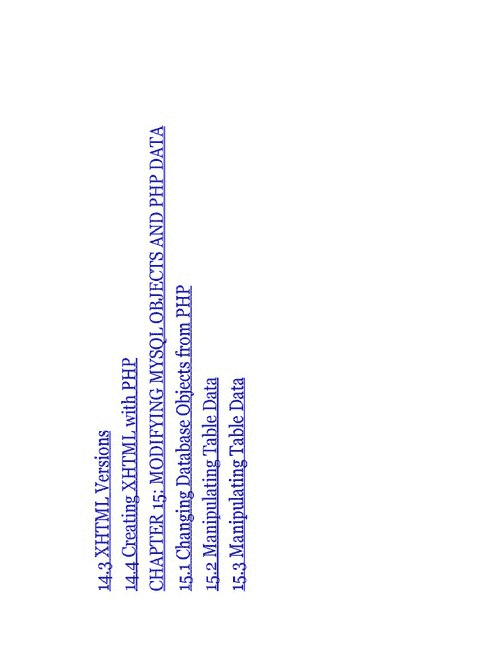 14.3 XHTML Versions
14.4 Creating XHTML with PHP
CHAPTER 15: MODIFYING MYSQL OBJECTS AND PHP DATA
15.1 Changing Database Objects from PHP
15.2 Manipulating Table Data
15.3 Manipulating Table Data